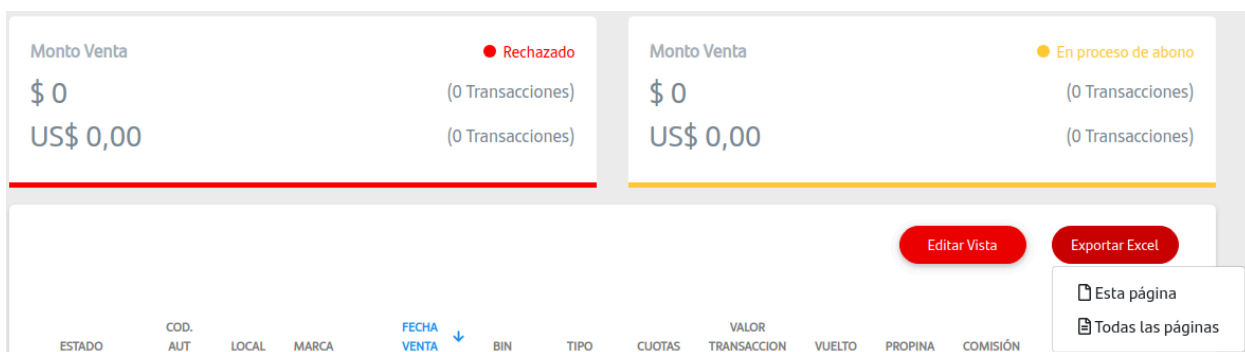 Monto Venta
Rechazado
$ 0
(0 Transacciones)
US$ 0,00
(0 Transacciones)
Monto Venta
En proceso de abono
$ 0
(0 Transacciones)
US$ 0,00
(0 Transacciones)
Editar Vista
Exportar Excel
Esta página
Todas las páginas
ESTADO
COD.
AUT
LOCAL
MARCA
FECHA
VENTA
BIN
TIPO
CUOTAS
VALOR
TRANSACCION
VUELTO
PROPINA
COMISIÓN